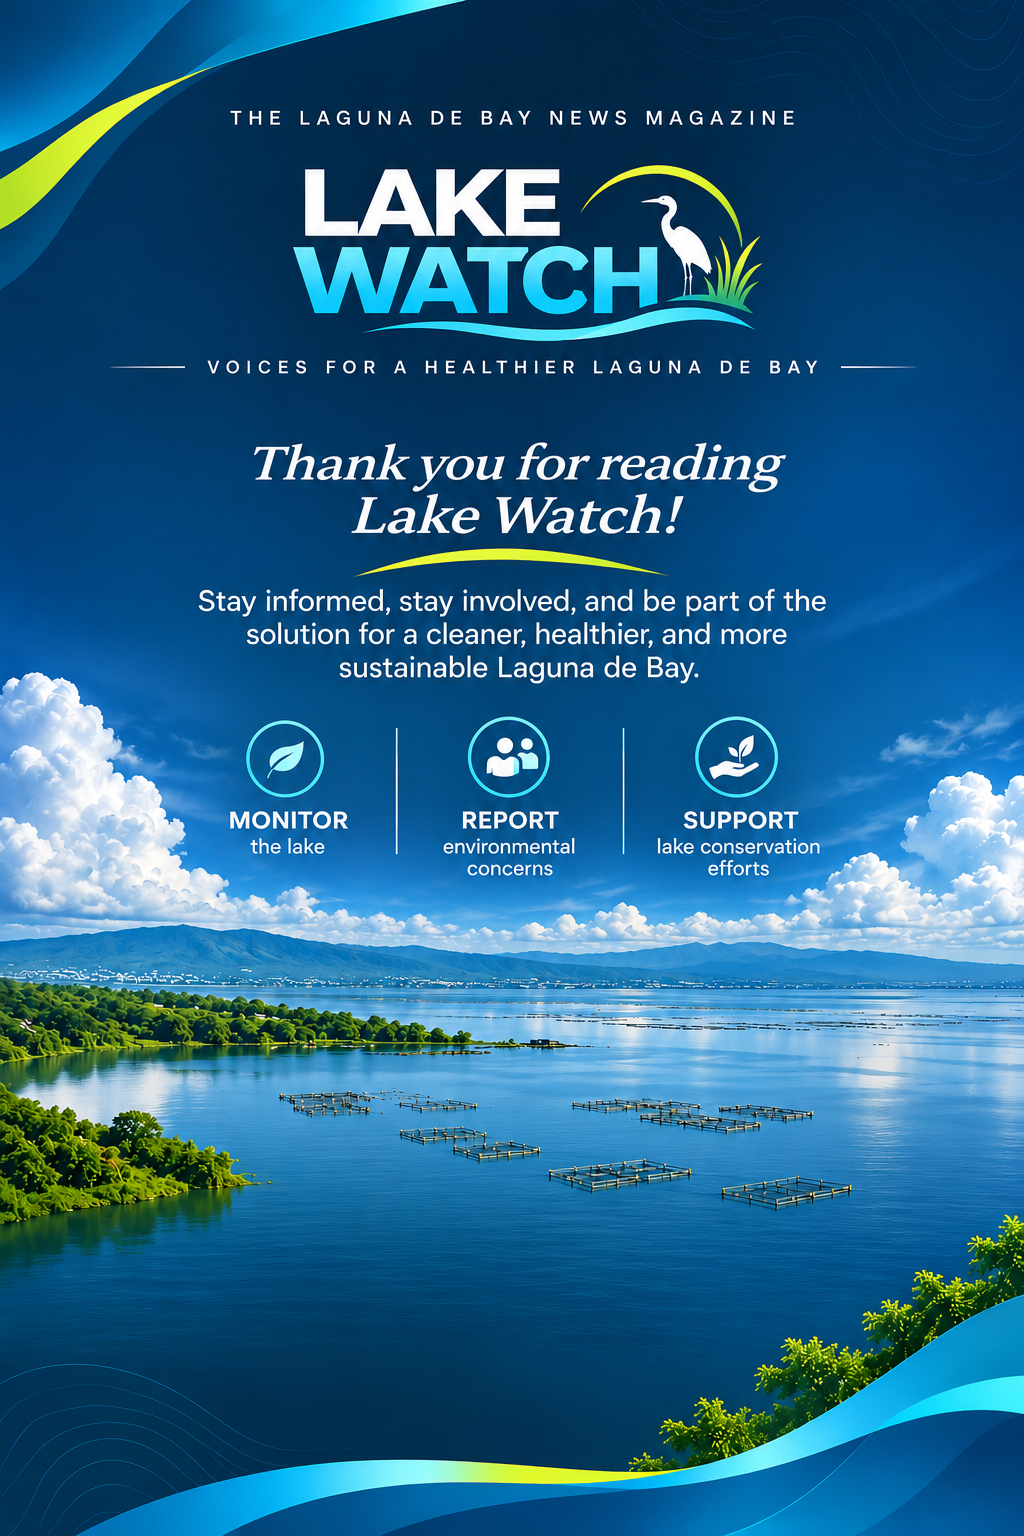 THE LAGUNA DE BAY NEWS MAGAZINE
LAKE
WATCH
VOICES FOR A HEALTHIER LAGUNA DE BAY
Thank you for reading
Lake Watch!
Stay informed, stay involved, and be part of the
solution for a cleaner, healthier, and more
sustainable Laguna de Bay.
MONITOR
the lake
REPORT
environmental
concerns
SUPPORT
lake conservation
efforts